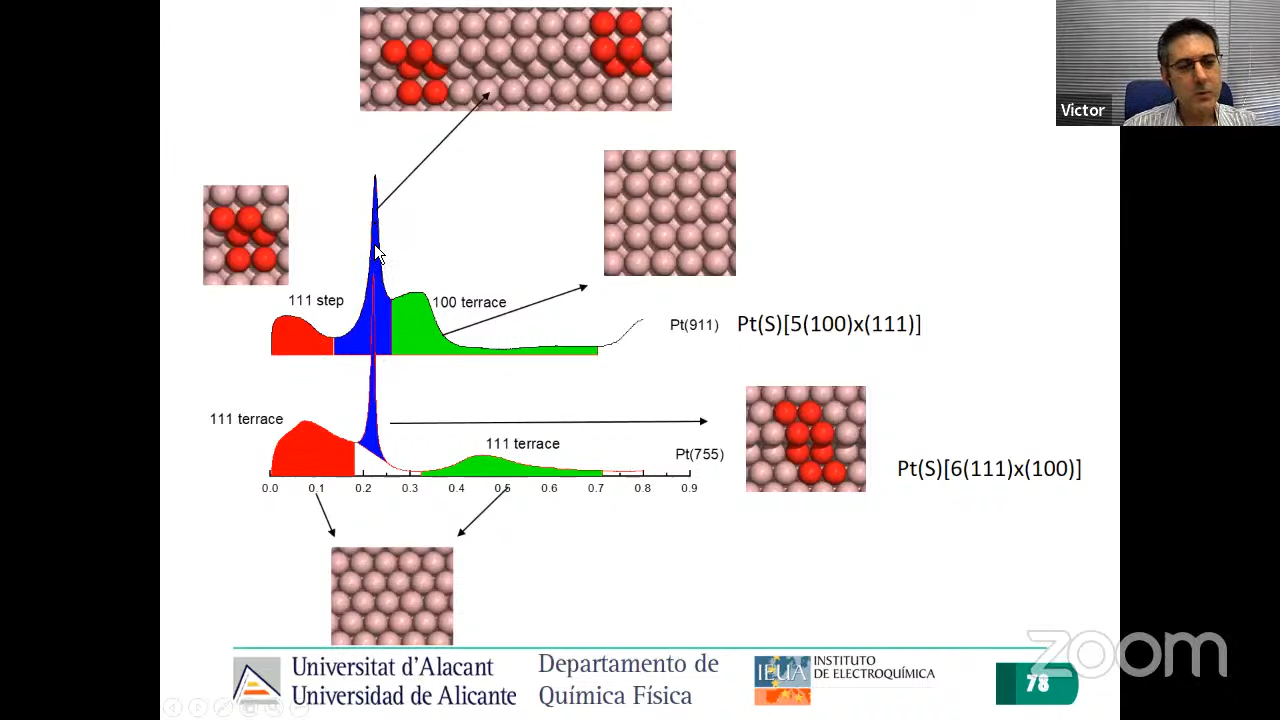 Victor
111 step
100 terrace
Pt(911)
Pt(S)[5(100)x(111)]
111 terrace
111 terrace
Pt(755)
Pt(S)[6(111)x(100)]
0.0 0.1 0.2 0.3 0.4 0.5 0.6 0.7 0.8 0.9
zoom
Universitat d'Alacant
Universidad de Alicante
Departamento de
Química Física
IEUA
INSTITUTO
DE ELECTROQUÍMICA
78